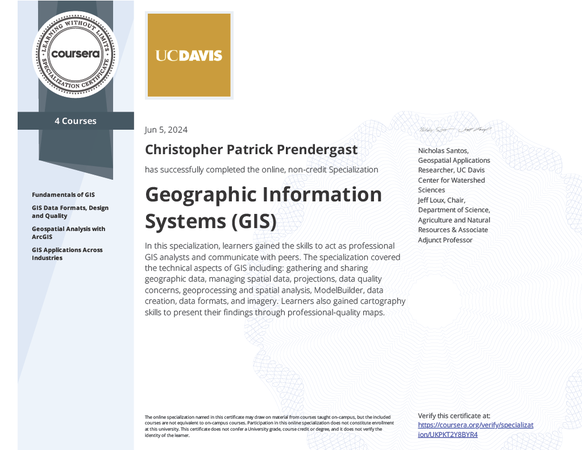 LEARNING WITHOUT LIMITS
coursera
SPECIALIZATION CERTIFICATE
UCDAVIS
4 Courses
Fundamentals of GIS
GIS Data Formats, Design
and Quality
Geospatial Analysis with
ArcGIS
GIS Applications Across
Industries
Jun 5, 2024
Christopher Patrick Prendergast
has successfully completed the online, non-credit Specialization
Geographic Information
Systems (GIS)
In this specialization, learners gained the skills to act as professional
GIS analysts and communicate with peers. The specialization covered
the technical aspects of GIS including: gathering and sharing
geographic data, managing spatial data, projections, data quality
concerns, geoprocessing and spatial analysis, ModelBuilder, data
creation, data formats, and imagery. Learners also gained cartography
skills to present their findings through professional-quality maps.
Nicholas Santos,
Geospatial Applications
Researcher, UC Davis
Center for Watershed
Sciences
Jeff Loux, Chair,
Department of Science,
Agriculture and Natural
Resources & Associate
Adjunct Professor
The online specialization named in this certificate may draw on material from courses taught on-campus, but the included
courses are not equivalent to on-campus courses. Participation in this online specialization does not constitute enrollment
at this university. This certificate does not confer a University grade, course credit or degree, and it does not verify the
identity of the learner.
Verify this certificate at:
https://coursera.org/verify/specializat
ion/UKPKT2Y8BYR4